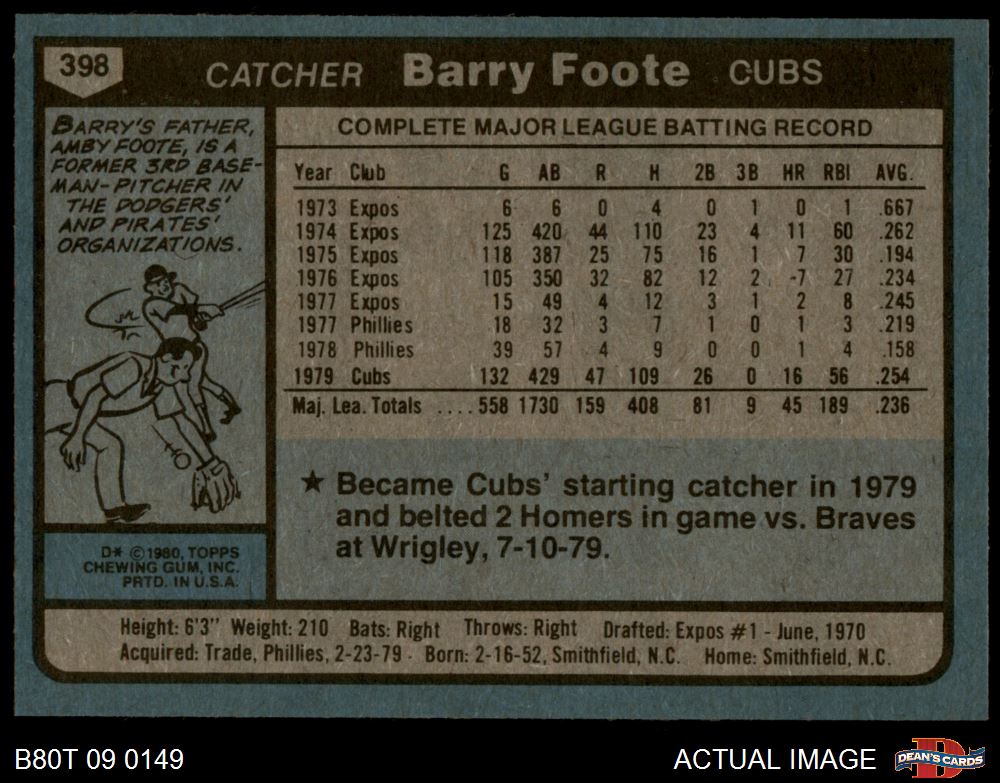 398 CATCHER Barry Foote CUBS
BARRY'S FATHER,
AMBY FOOTE, IS A
FORMER 3RD BASE-
MAN-PITCHER IN
THE DODGERS'
AND PIRATES'
ORGANIZATIONS.
D* ©1980, TOPPS
CHEWING GUM, INC.
PRTD. IN U.S.A.
COMPLETE MAJOR LEAGUE BATTING RECORD
Year Club G AB R H 2B 3B HR RBI AVG.
1973 Expos 6 6 0 4 0 1 0 1 .667
1974 Expos 125 420 44 110 23 4 11 60 .262
1975 Expos 118 387 25 75 16 1 7 30 .194
1976 Expos 105 350 32 82 12 2 -7 27 .234
1977 Expos 15 49 4 12 3 1 2 8 .245
1977 Phillies 18 32 3 7 1 0 1 3 .219
1978 Phillies 39 57 4 9 0 0 1 4 .158
1979 Cubs 132 429 47 109 26 0 16 56 .254
Maj. Lea. Totals ....558 1730 159 408 81 9 45 189 .236
★ Became Cubs' starting catcher in 1979
and belted 2 Homers in game vs. Braves
at Wrigley, 7-10-79.
Height: 6'3" Weight: 210 Bats: Right Throws: Right Drafted: Expos #1 - June, 1970
Acquired: Trade, Phillies, 2-23-79 - Born: 2-16-52, Smithfield, N.C. Home: Smithfield, N.C.
B80T 09 0149 ACTUAL IMAGE D DEAN'S CARDS